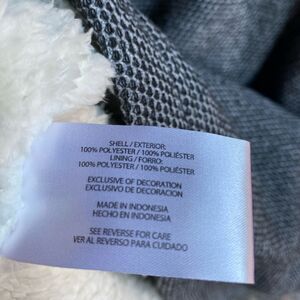 SHELL / EXTERIOR:
100% POLYESTER / 100% POLIÉSTER
LINING / FORRO:
100% POLYESTER / 100% POLIÉSTER
EXCLUSIVE OF DECORATION
EXCLUSIVO DE DECORACIÓN
MADE IN INDONESIA
HECHO EN INDONESIA
SEE REVERSE FOR CARE
VER AL REVERSO PARA CUIDADO